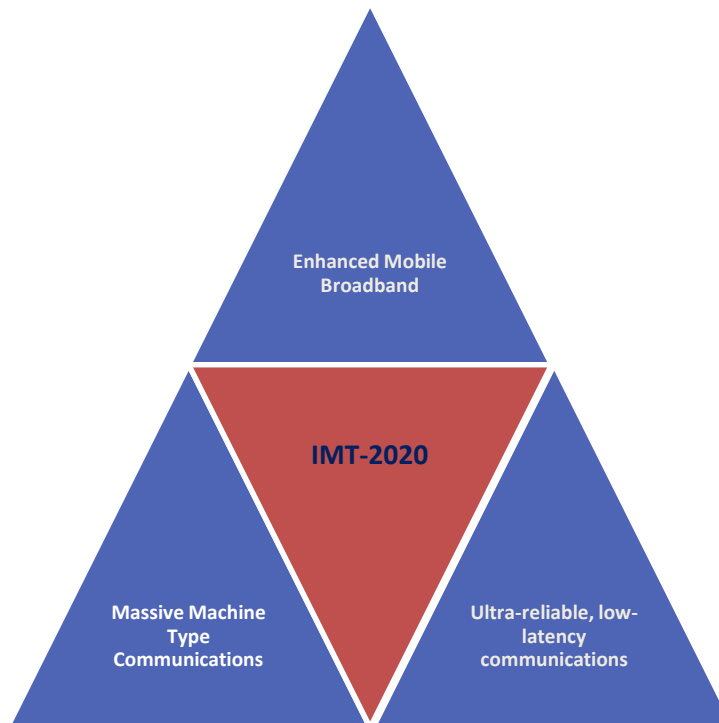 Enhanced Mobile
Broadband
IMT-2020
Massive Machine
Type
Communications
Ultra-reliable, low-
latency
communications